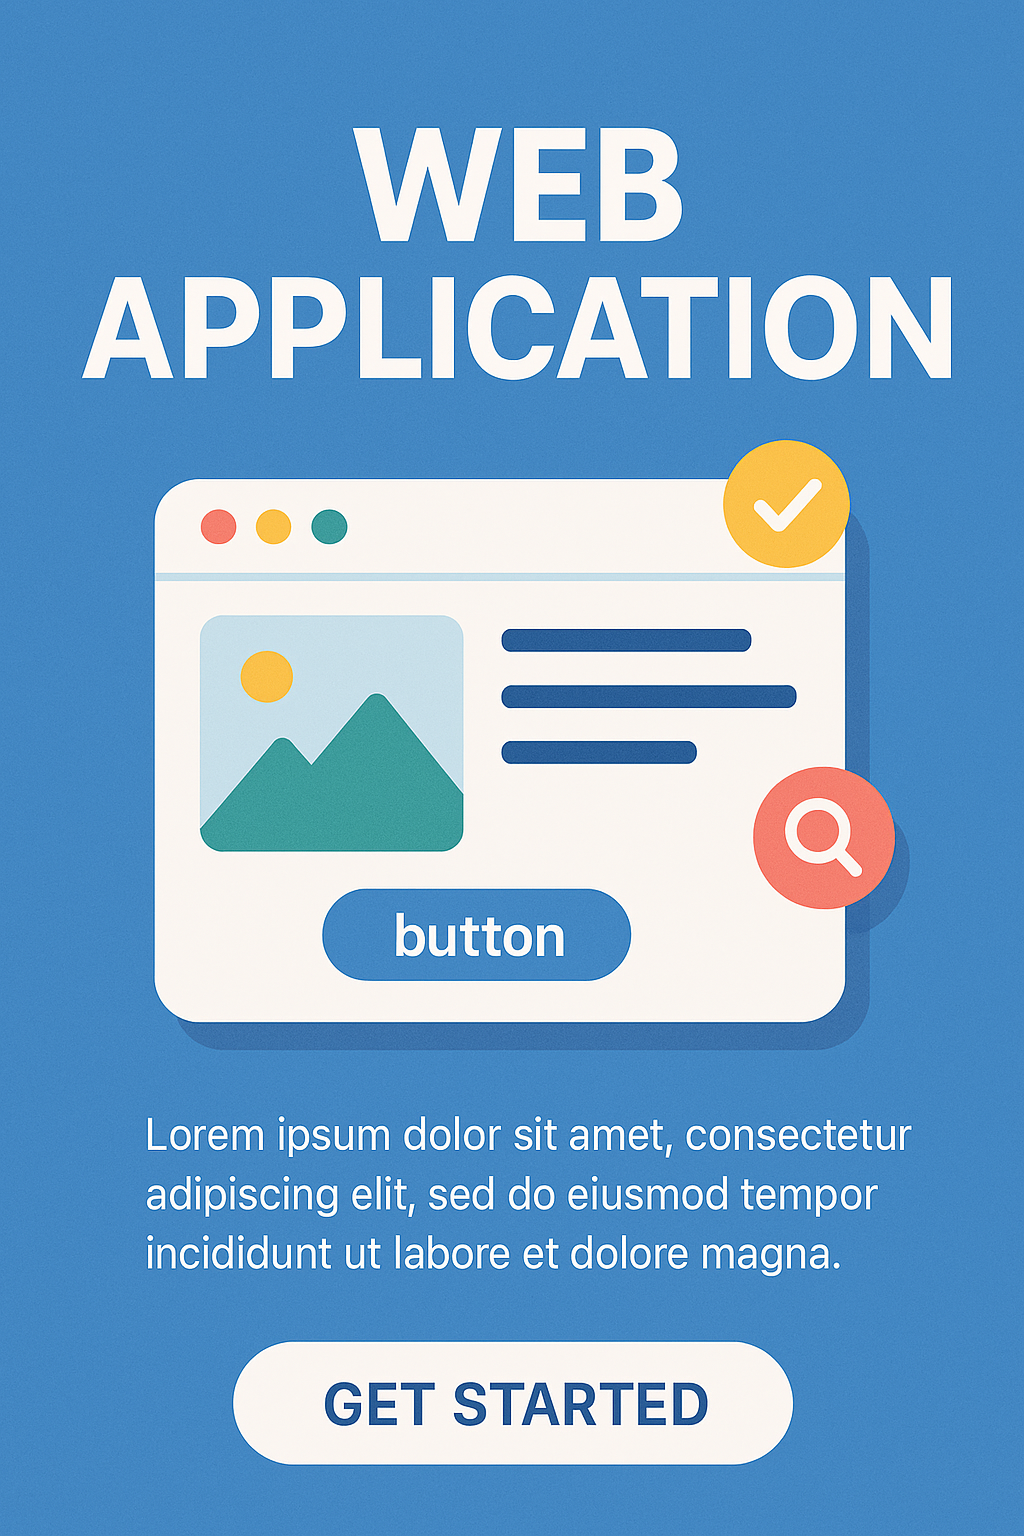 WEB
APPLICATION
button
Lorem ipsum dolor sit amet, consectetur
adipiscing elit, sed do eiusmod tempor
incididunt ut labore et dolore magna.
GET STARTED